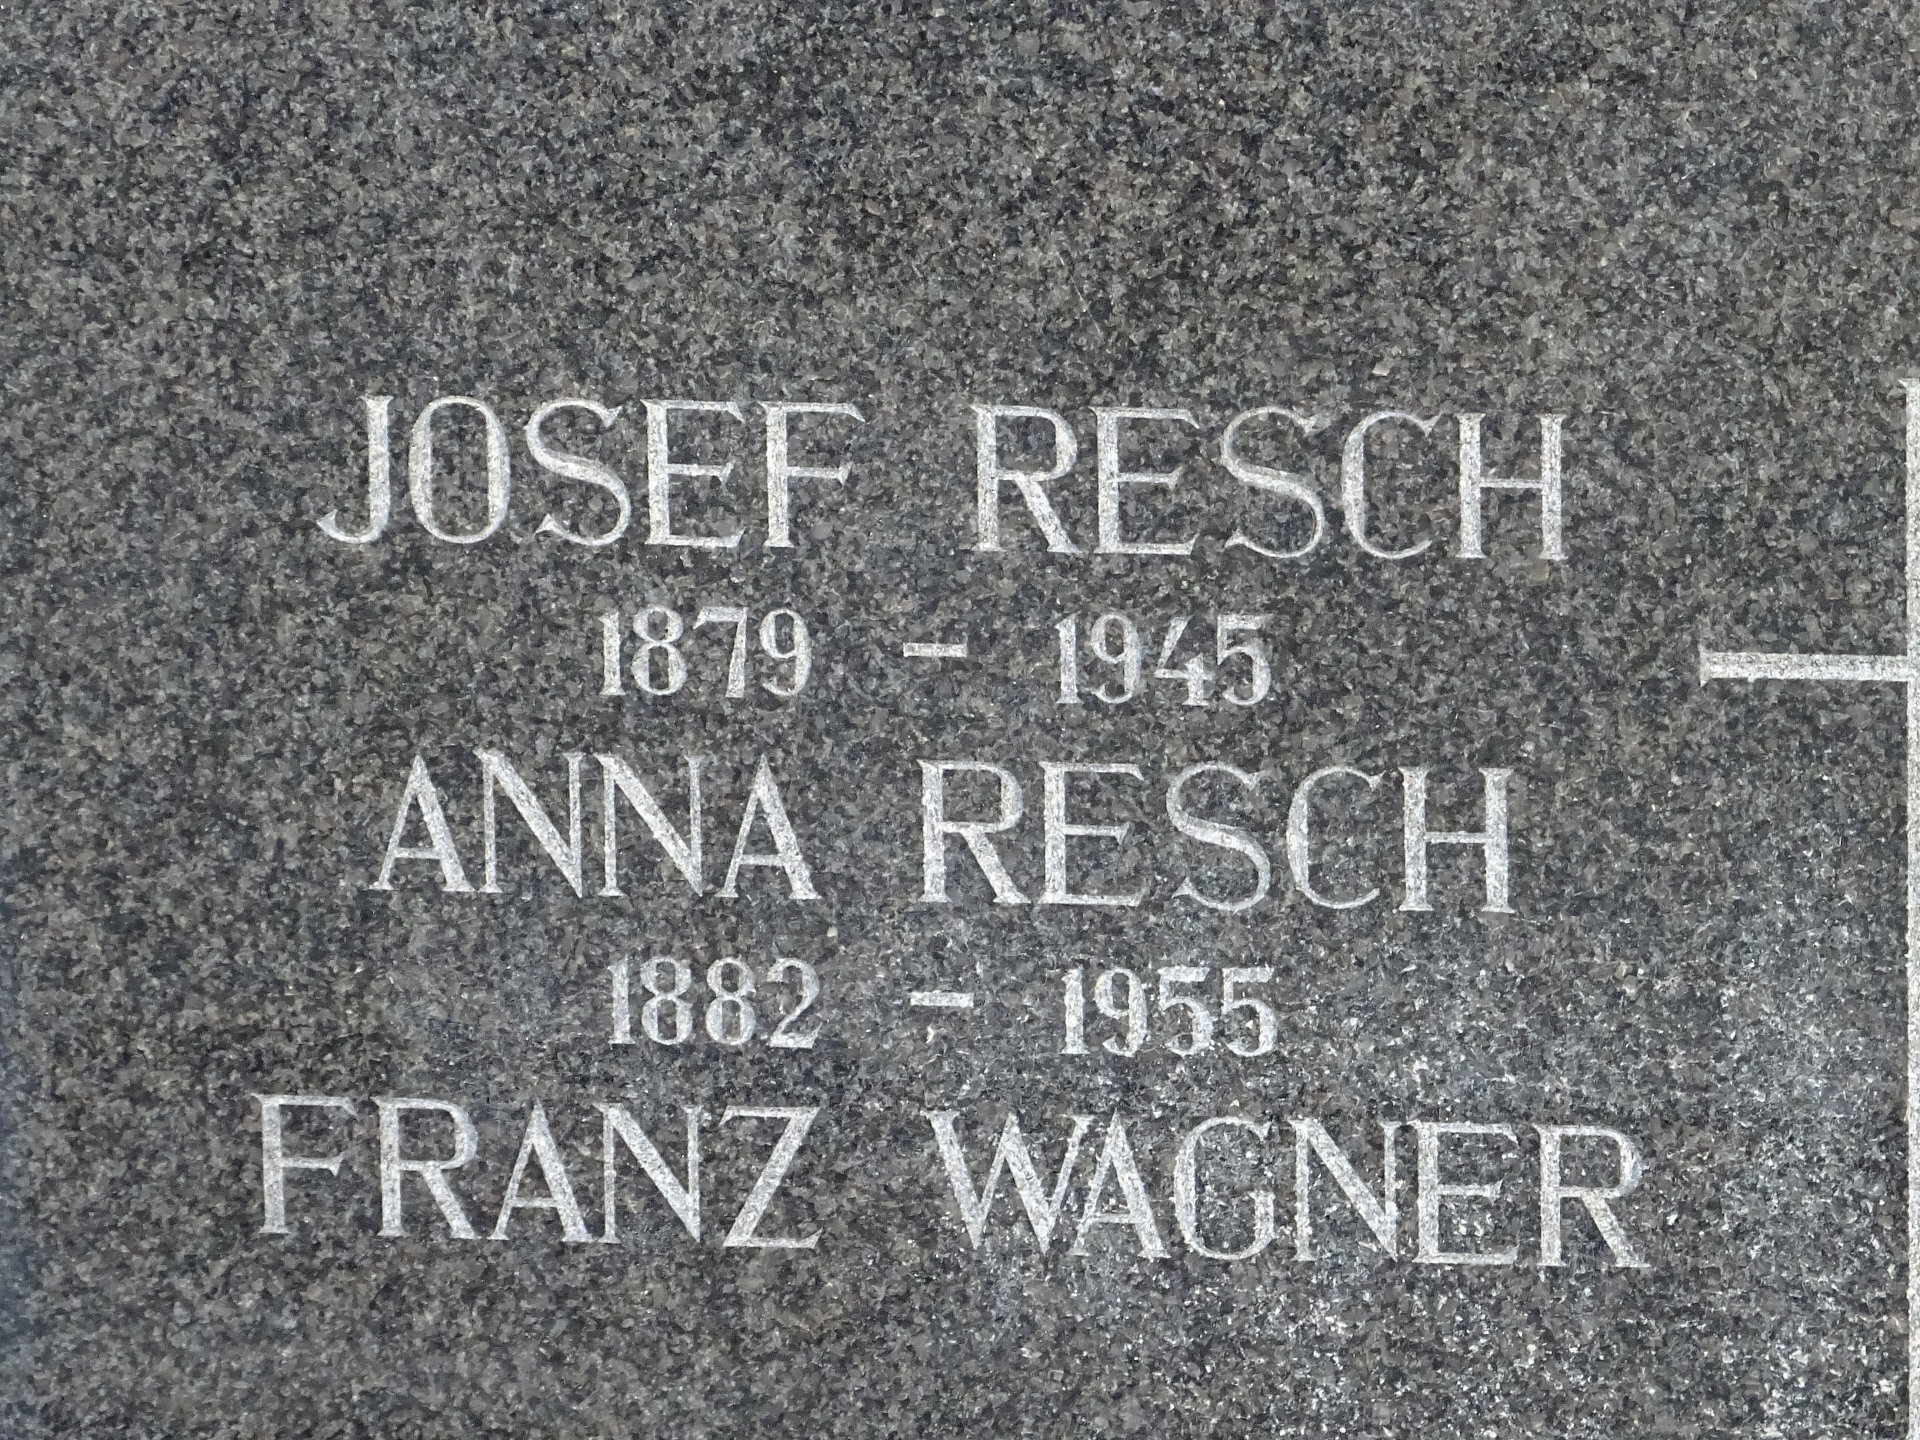 JOSEF RESCH
1879 - 1945
ANNA RESCH
1882 - 1955
FRANZ WAGNER